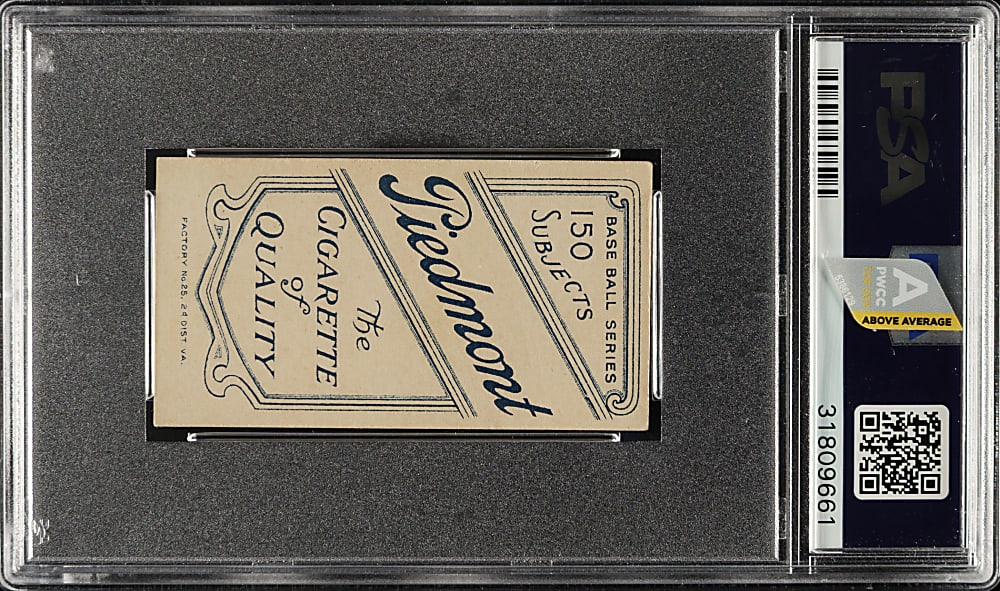 BASE BALL SERIES
150
SUBJECTS
Piedmont
The
CIGARETTE
of
QUALITY
FACTORY No. 25, 2d DIST. VA.
PSA
A
PWCC
ABOVE AVERAGE
31809661